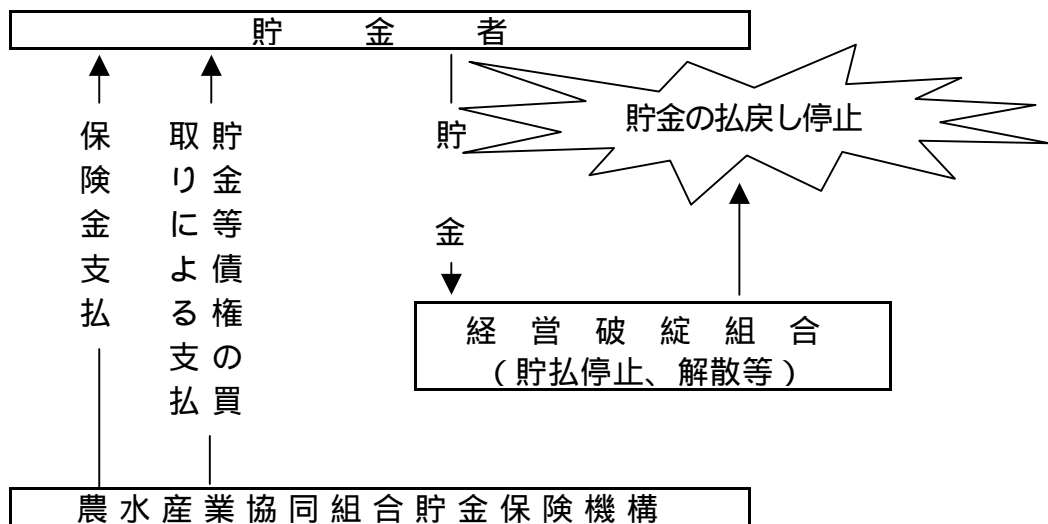 貯金者
貯金の払戻し停止
保険金支払
貯金等債権の買
取りによる支払
貯金
経営破綻組合
（貯払停止、解散等）
農水産業協同組合貯金保険機構